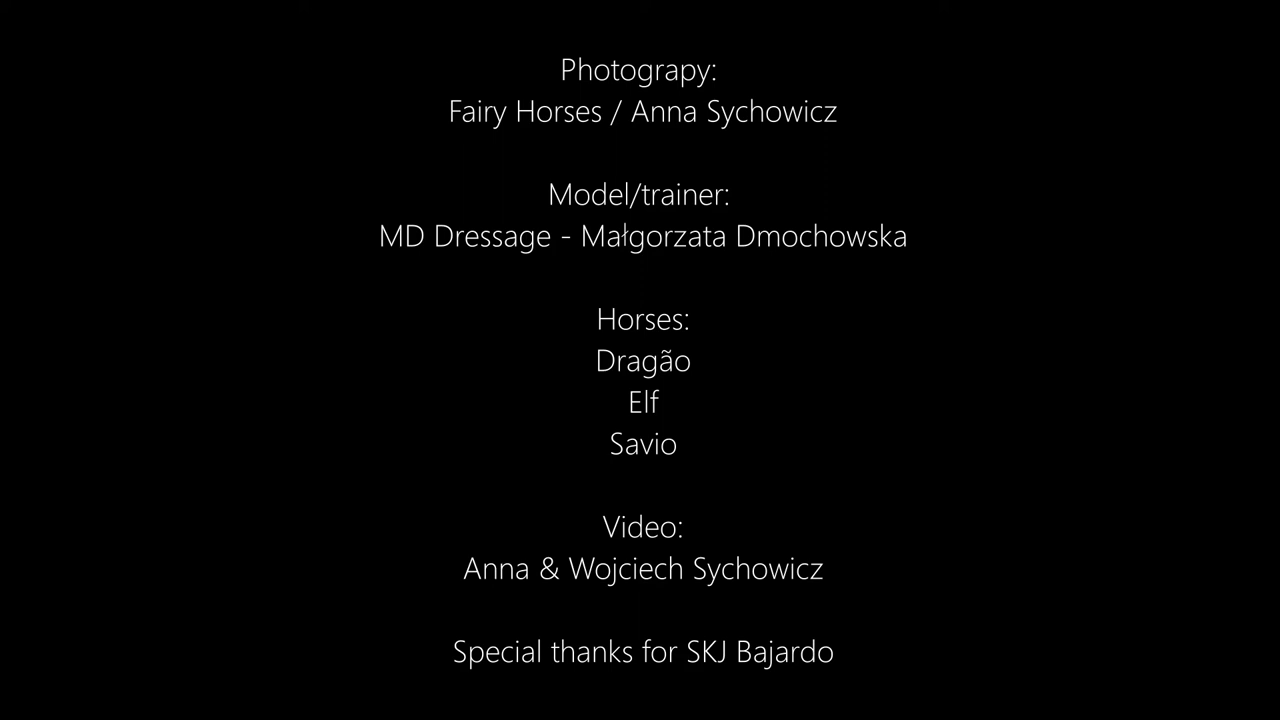 Photograpy:
Fairy Horses / Anna Sychowicz
Model/trainer:
MD Dressage - Małgorzata Dmochowska
Horses:
Dragão
Elf
Savio
Video:
Anna & Wojciech Sychowicz
Special thanks for SKJ Bajardo